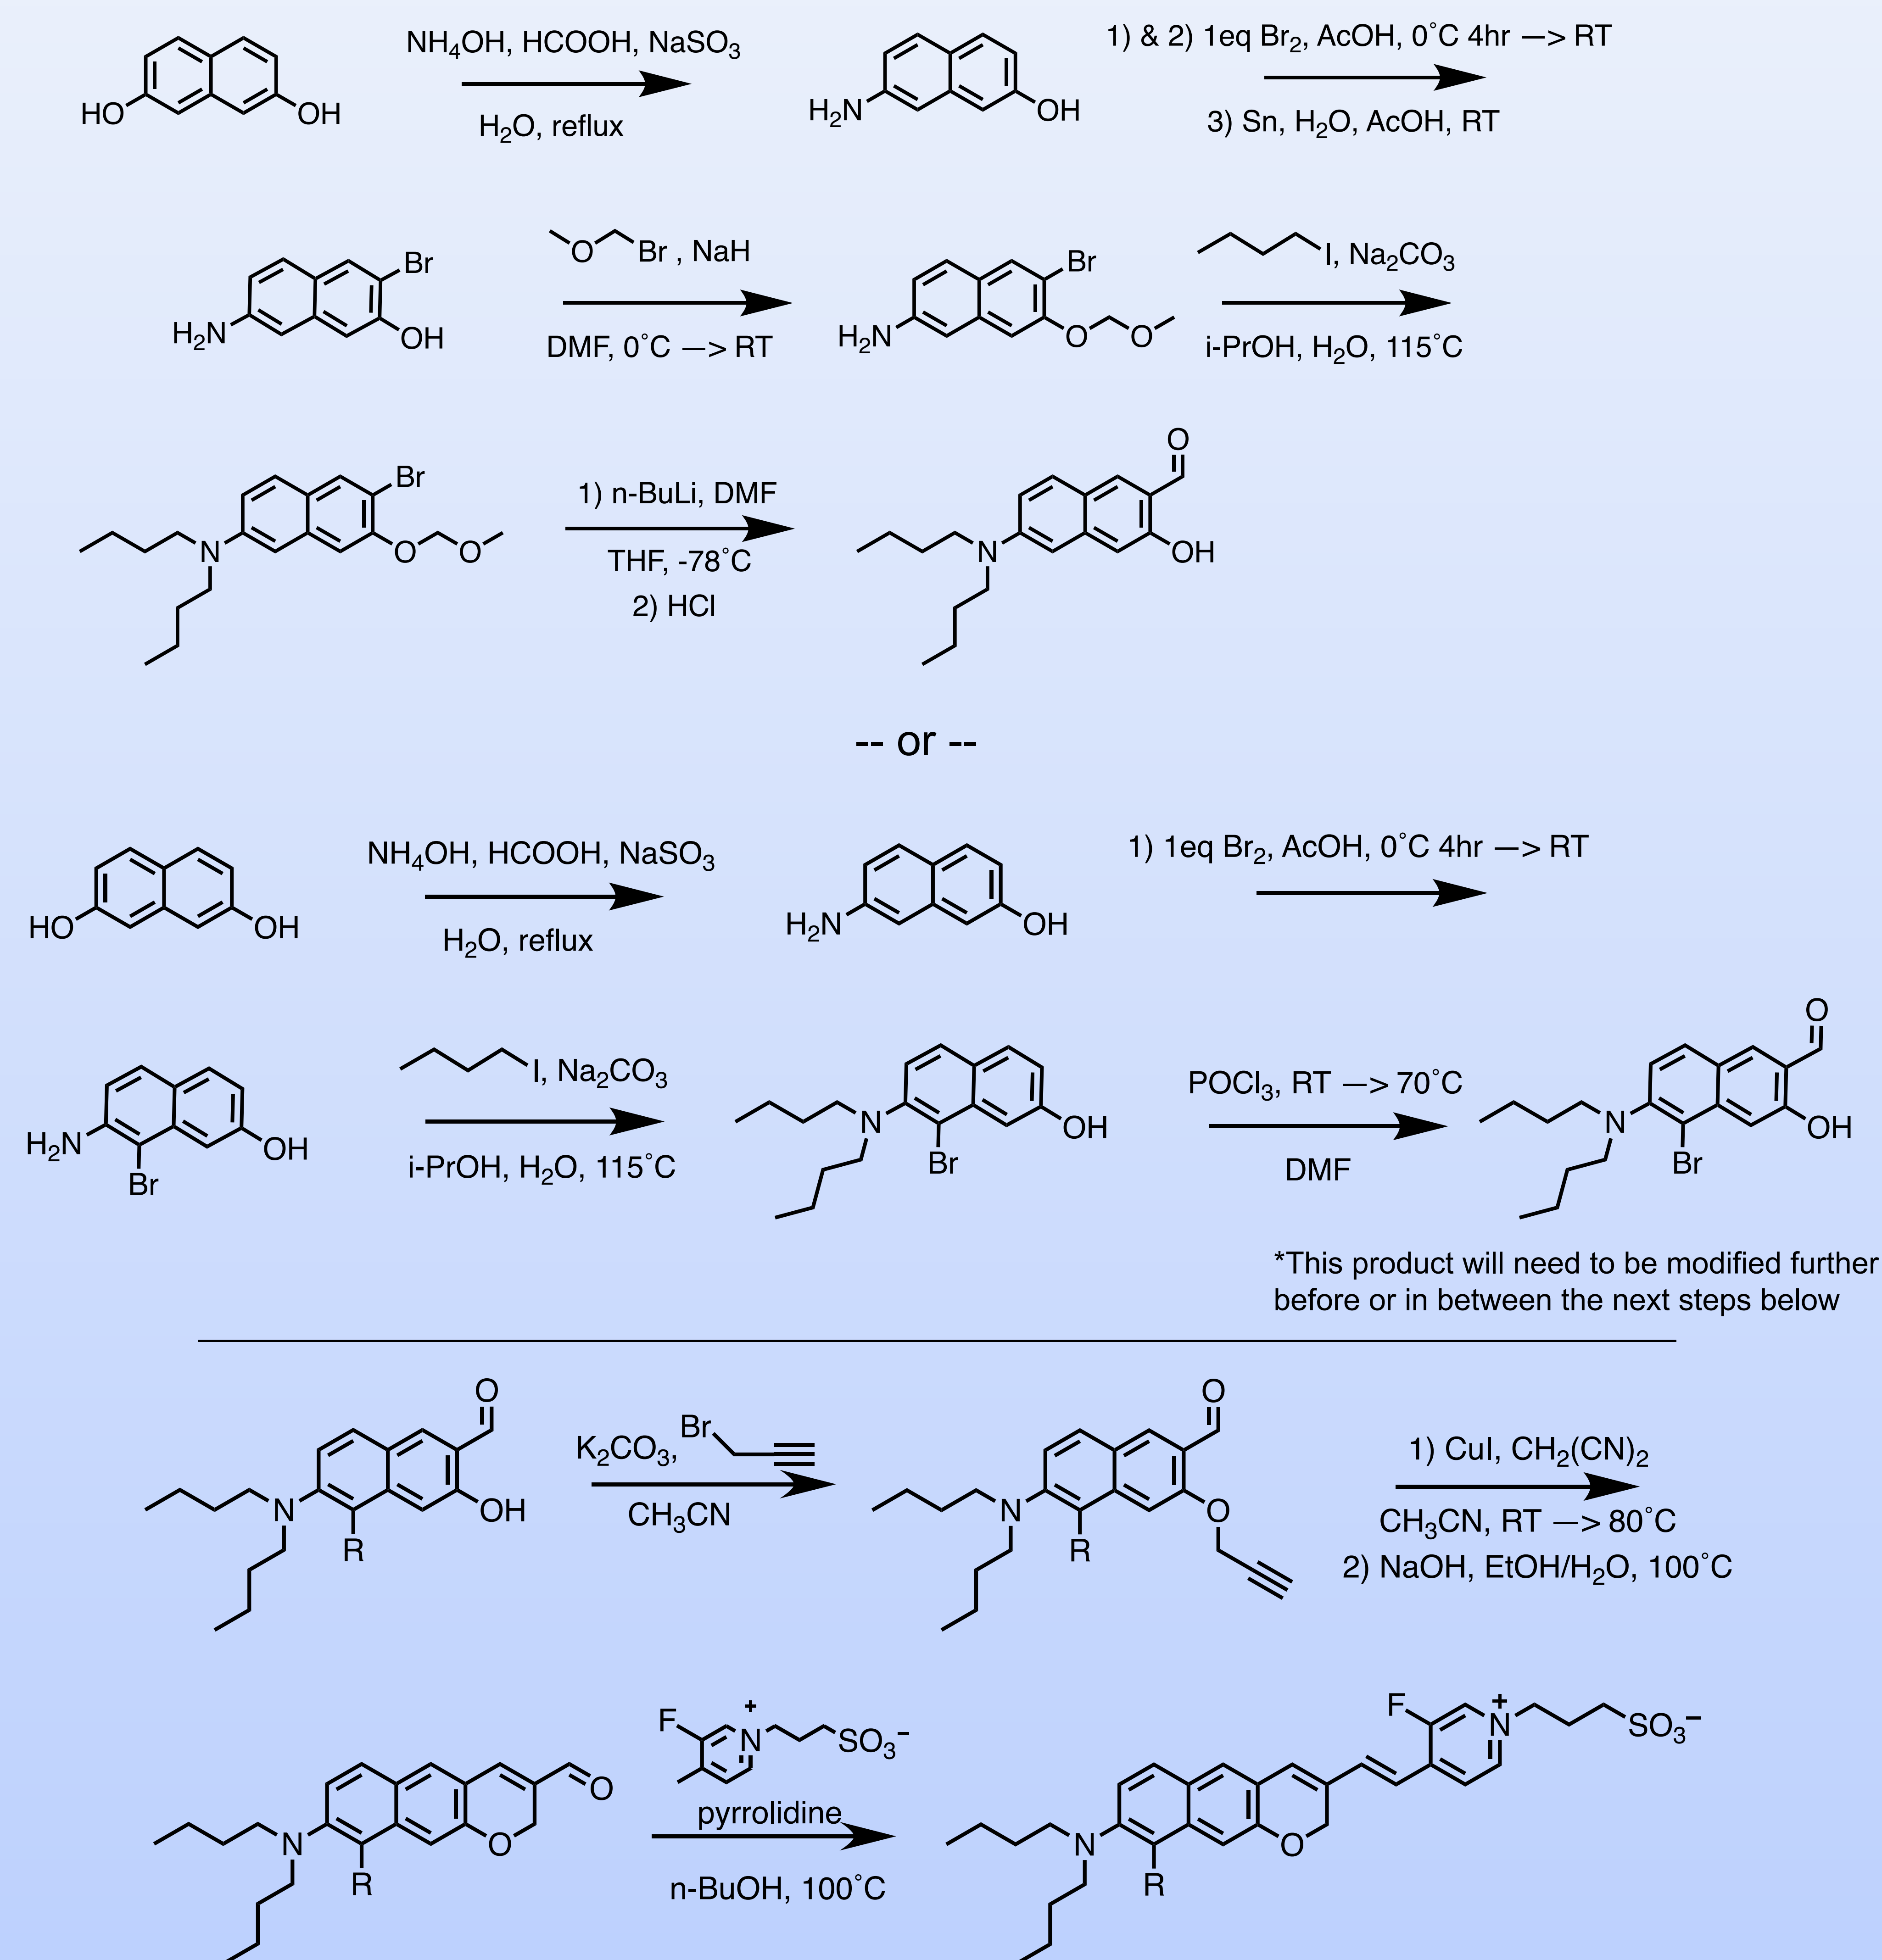 NH₄OH, HCOOH, NaSO₃
1) & 2) 1eq Br₂, AcOH, 0˚C 4hr —> RT
HO OH
H₂O, reflux
H₂N OH
3) Sn, H₂O, AcOH, RT
H₂N Br OH
O Br , NaH
DMF, 0˚C —> RT
H₂N Br O O
I, Na₂CO₃
i-PrOH, H₂O, 115˚C
N Br O O
1) n-BuLi, DMF
THF, -78˚C
2) HCl
N O OH
-- or --
HO OH
NH₄OH, HCOOH, NaSO₃
H₂O, reflux
H₂N OH
1) 1eq Br₂, AcOH, 0˚C 4hr —> RT
H₂N Br OH
I, Na₂CO₃
i-PrOH, H₂O, 115˚C
N Br OH
POCl₃, RT —> 70˚C
DMF
N Br O OH
*This product will need to be modified further
before or in between the next steps below
N R O OH
K₂CO₃, Br
CH₃CN
N R O O
1) CuI, CH₂(CN)₂
CH₃CN, RT —> 80˚C
2) NaOH, EtOH/H₂O, 100˚C
N R O O
F N + SO₃−
pyrrolidine
n-BuOH, 100˚C
N R O F N + SO₃−